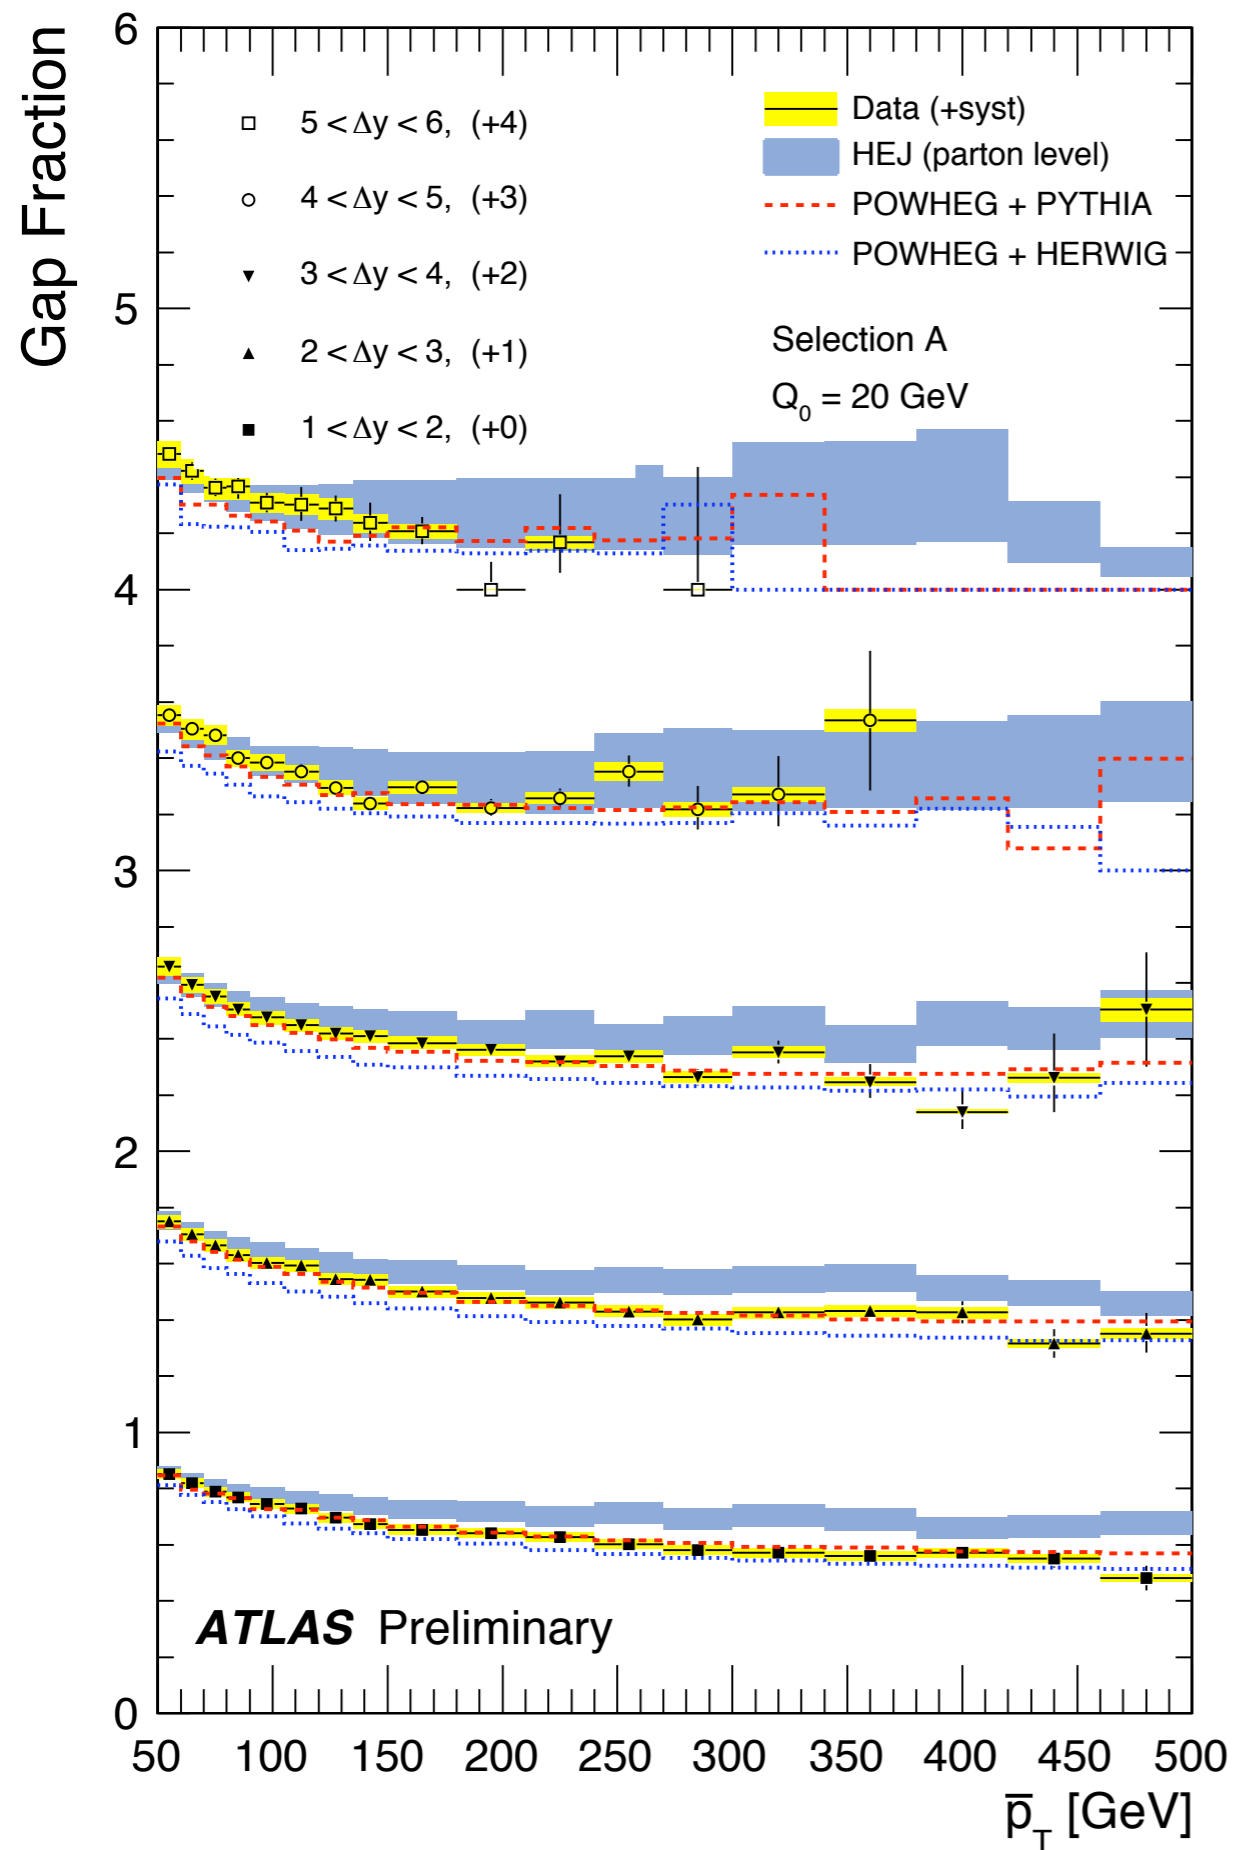 Gap Fraction
6
5
4
3
2
1
0
5 < Δy < 6, (+4)
4 < Δy < 5, (+3)
3 < Δy < 4, (+2)
2 < Δy < 3, (+1)
1 < Δy < 2, (+0)
Data (+syst)
HEJ (parton level)
POWHEG + PYTHIA
POWHEG + HERWIG
Selection A
Q₀ = 20 GeV
ATLAS Preliminary
50 100 150 200 250 300 350 400 450 500
p̅_T [GeV]